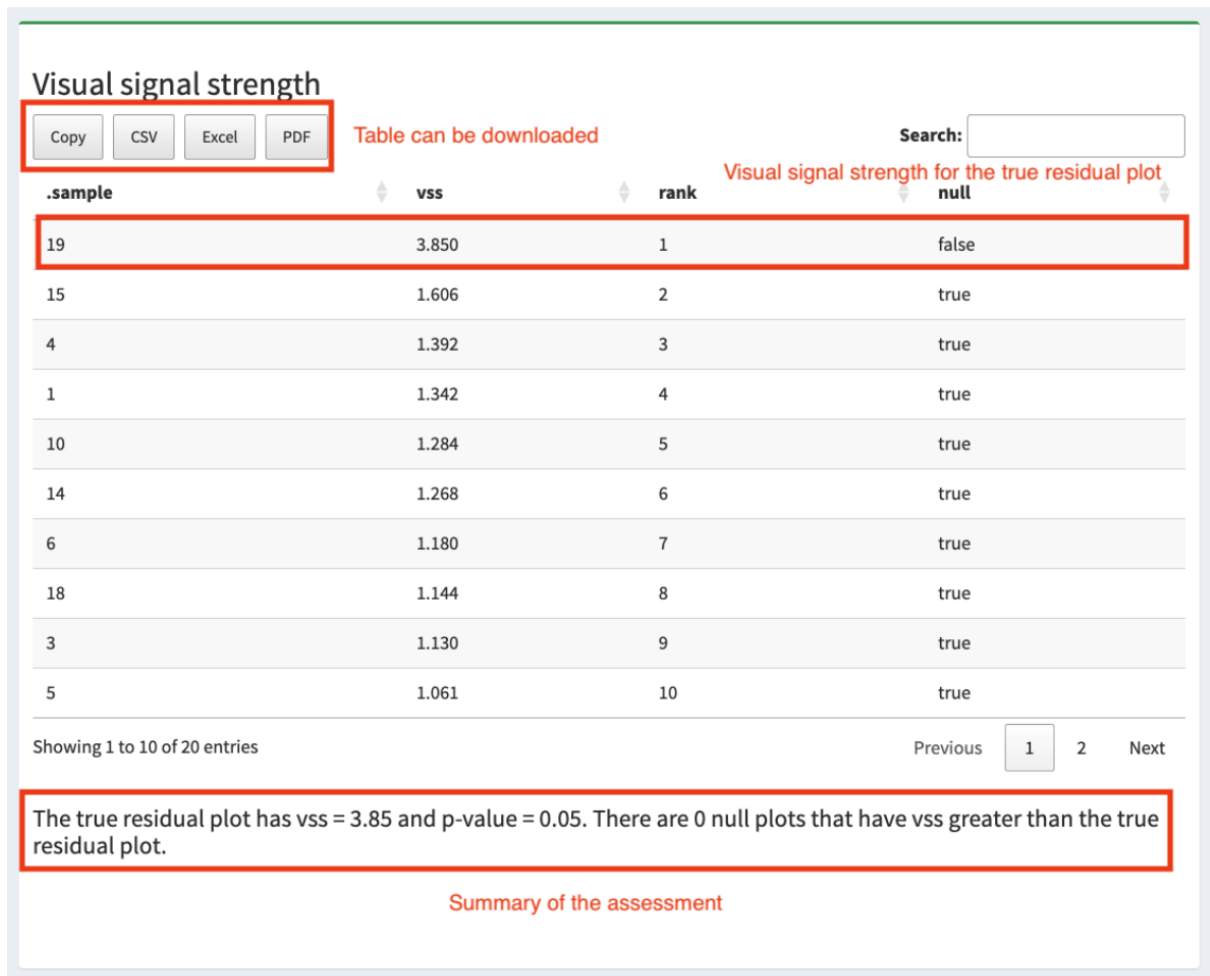 Visual signal strength
Copy CSV Excel PDF Table can be downloaded Search:
Visual signal strength for the true residual plot
.sample vss rank null
19 3.850 1 false
15 1.606 2 true
4 1.392 3 true
1 1.342 4 true
10 1.284 5 true
14 1.268 6 true
6 1.180 7 true
18 1.144 8 true
3 1.130 9 true
5 1.061 10 true
Showing 1 to 10 of 20 entries Previous 1 2 Next
The true residual plot has vss = 3.85 and p-value = 0.05. There are 0 null plots that have vss greater than the true
residual plot.
Summary of the assessment